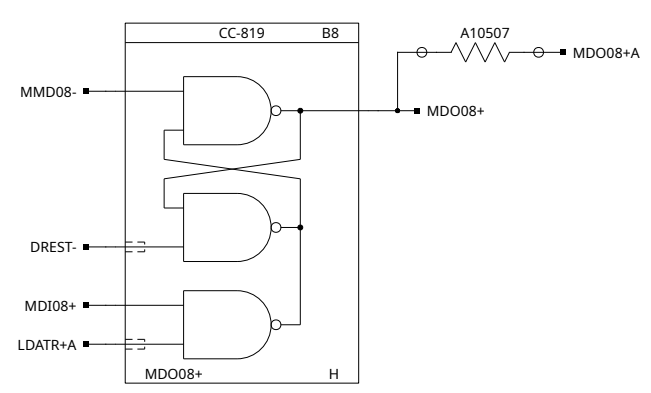 CC-819 B8
A10507
MDO08+A
MMD08-
MDO08+
DREST-
MDI08+
LDATR+A
MDO08+ H